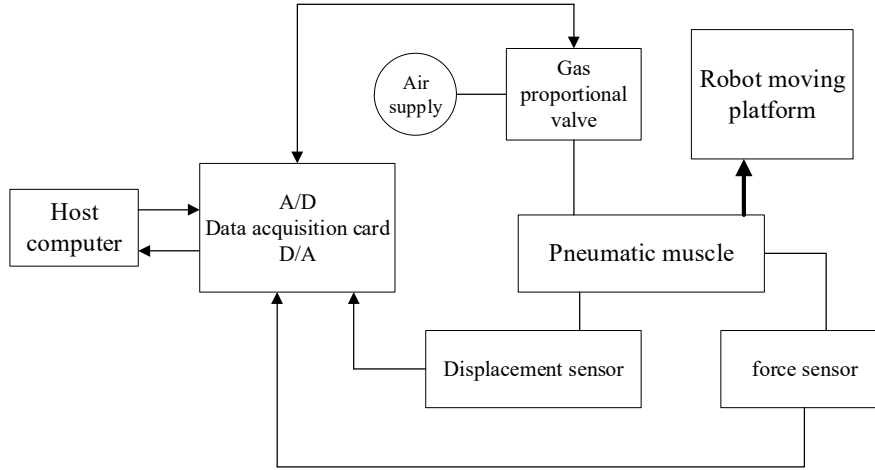 Air
supply
Gas
proportional
valve
Robot moving
platform
Host
computer
A/D
Data acquisition card
D/A
Pneumatic muscle
Displacement sensor
force sensor